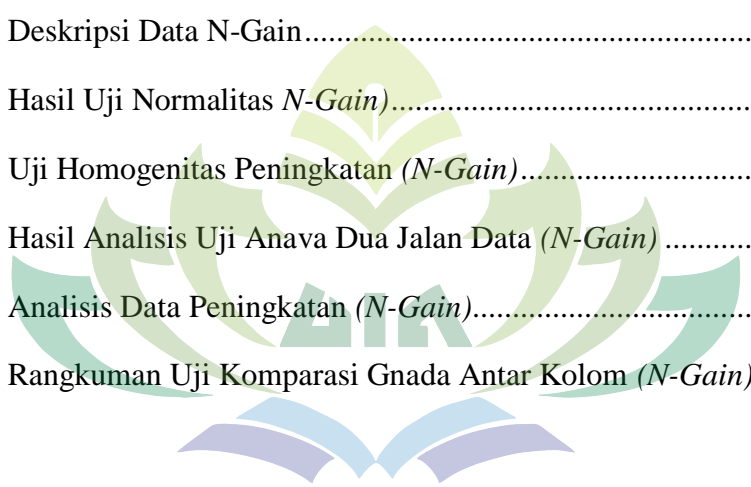 Deskripsi Data N-Gain......................................................
Hasil Uji Normalitas N-Gain)..........................................
Uji Homogenitas Peningkatan (N-Gain)...........................
Hasil Analisis Uji Anava Dua Jalan Data (N-Gain) ...........
Analisis Data Peningkatan (N-Gain)................................
Rangkuman Uji Komparasi Gnada Antar Kolom (N-Gain)